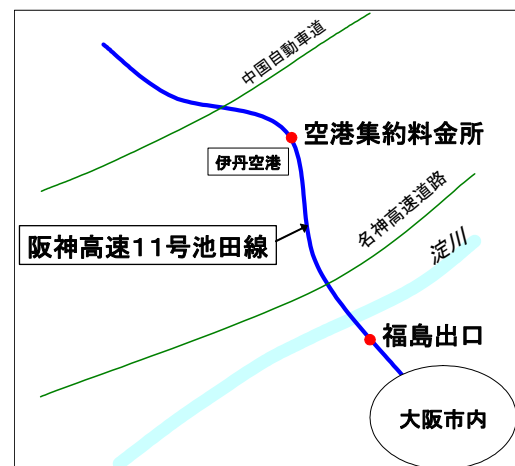 中国自動車道
空港集約料金所
伊丹空港
名神高速道路
阪神高速11号池田線
淀川
福島出口
大阪市内